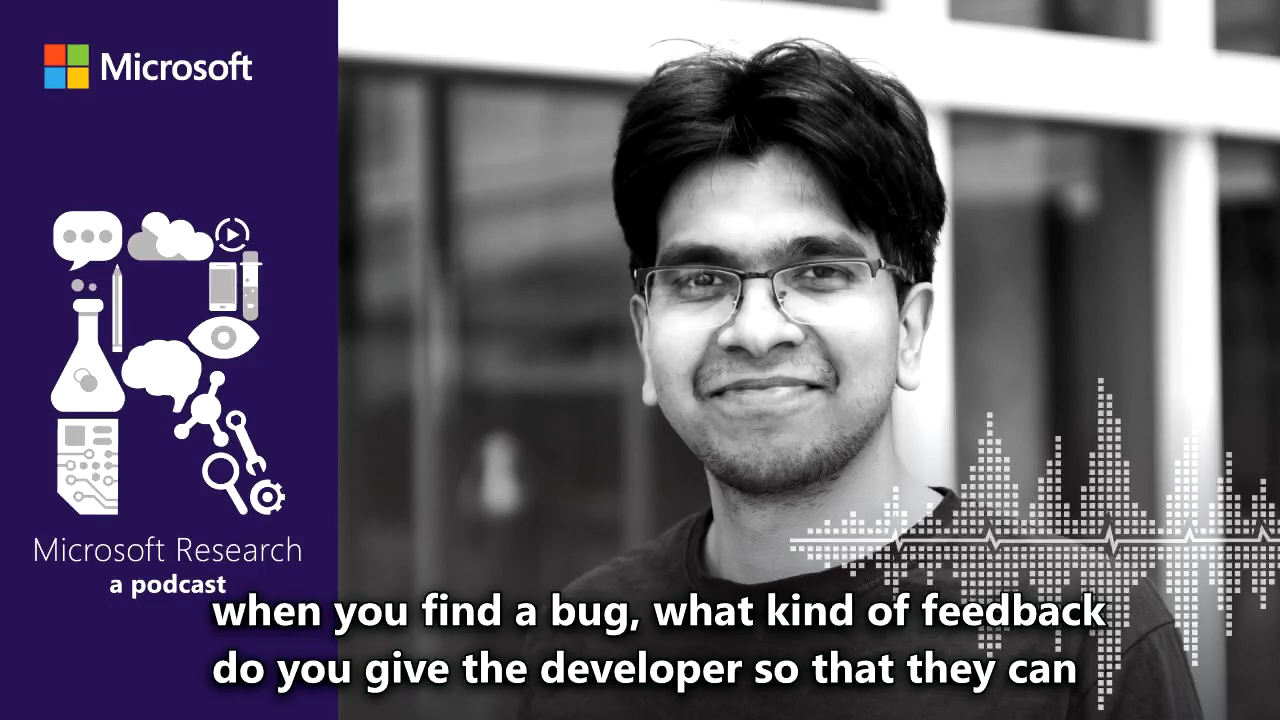 Microsoft
Microsoft Research
a podcast
when you find a bug, what kind of feedback
do you give the developer so that they can